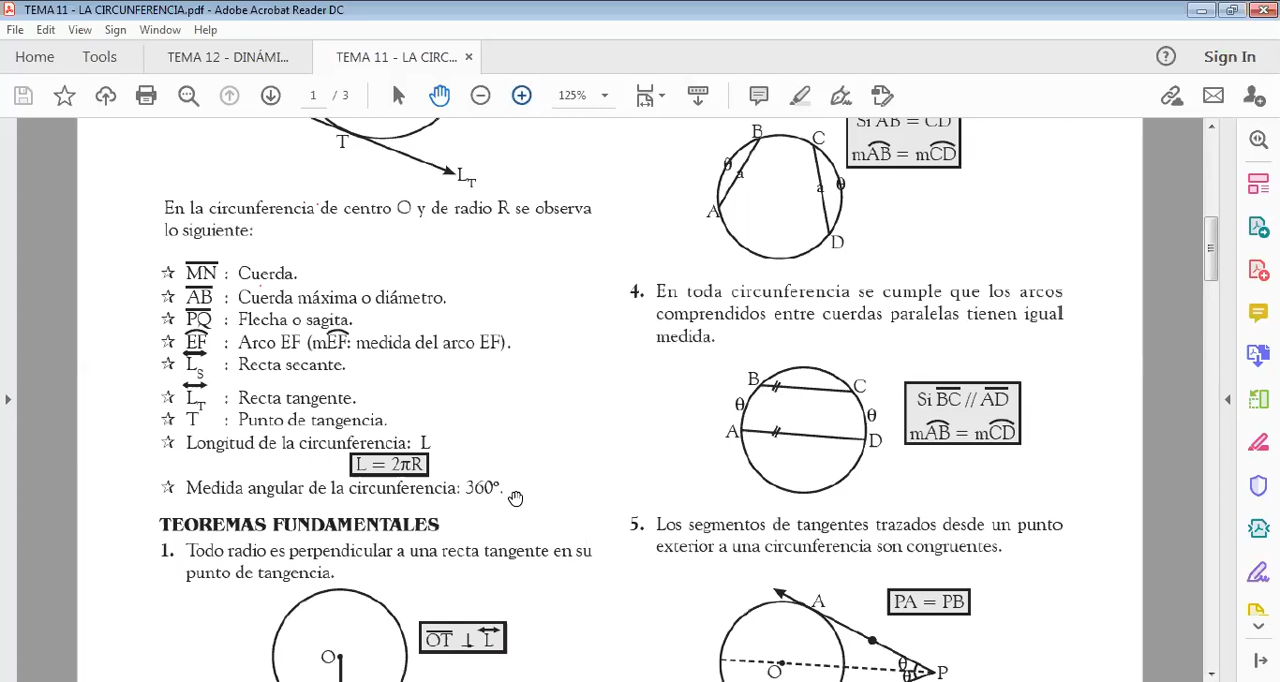 TEMA 11 - LA CIRCUNFERENCIA.pdf - Adobe Acrobat Reader DC
File Edit View Sign Window Help
Home Tools TEMA 12 - DINÁMI... TEMA 11 - LA CIRC... ×
Sign In
1 / 3
125%
T
L_T
En la circunferencia de centro O y de radio R se observa
lo siguiente:
☆ MN : Cuerda.
☆ AB : Cuerda máxima o diámetro.
☆ PQ : Flecha o sagita.
☆ EF : Arco EF (mEF: medida del arco EF).
☆ L_S : Recta secante.
☆ L_T : Recta tangente.
☆ T : Punto de tangencia.
☆ Longitud de la circunferencia: L
L = 2πR
☆ Medida angular de la circunferencia: 360°.
TEOREMAS FUNDAMENTALES
1. Todo radio es perpendicular a una recta tangente en su
punto de tangencia.
O
OT ⊥ L
Si AB = CD
mAB = mCD
B C
θ a a θ
A
D
4. En toda circunferencia se cumple que los arcos
comprendidos entre cuerdas paralelas tienen igual
medida.
B C
θ θ
A D
Si BC // AD
mAB = mCD
5. Los segmentos de tangentes trazados desde un punto
exterior a una circunferencia son congruentes.
A
PA = PB
O θ P
θ